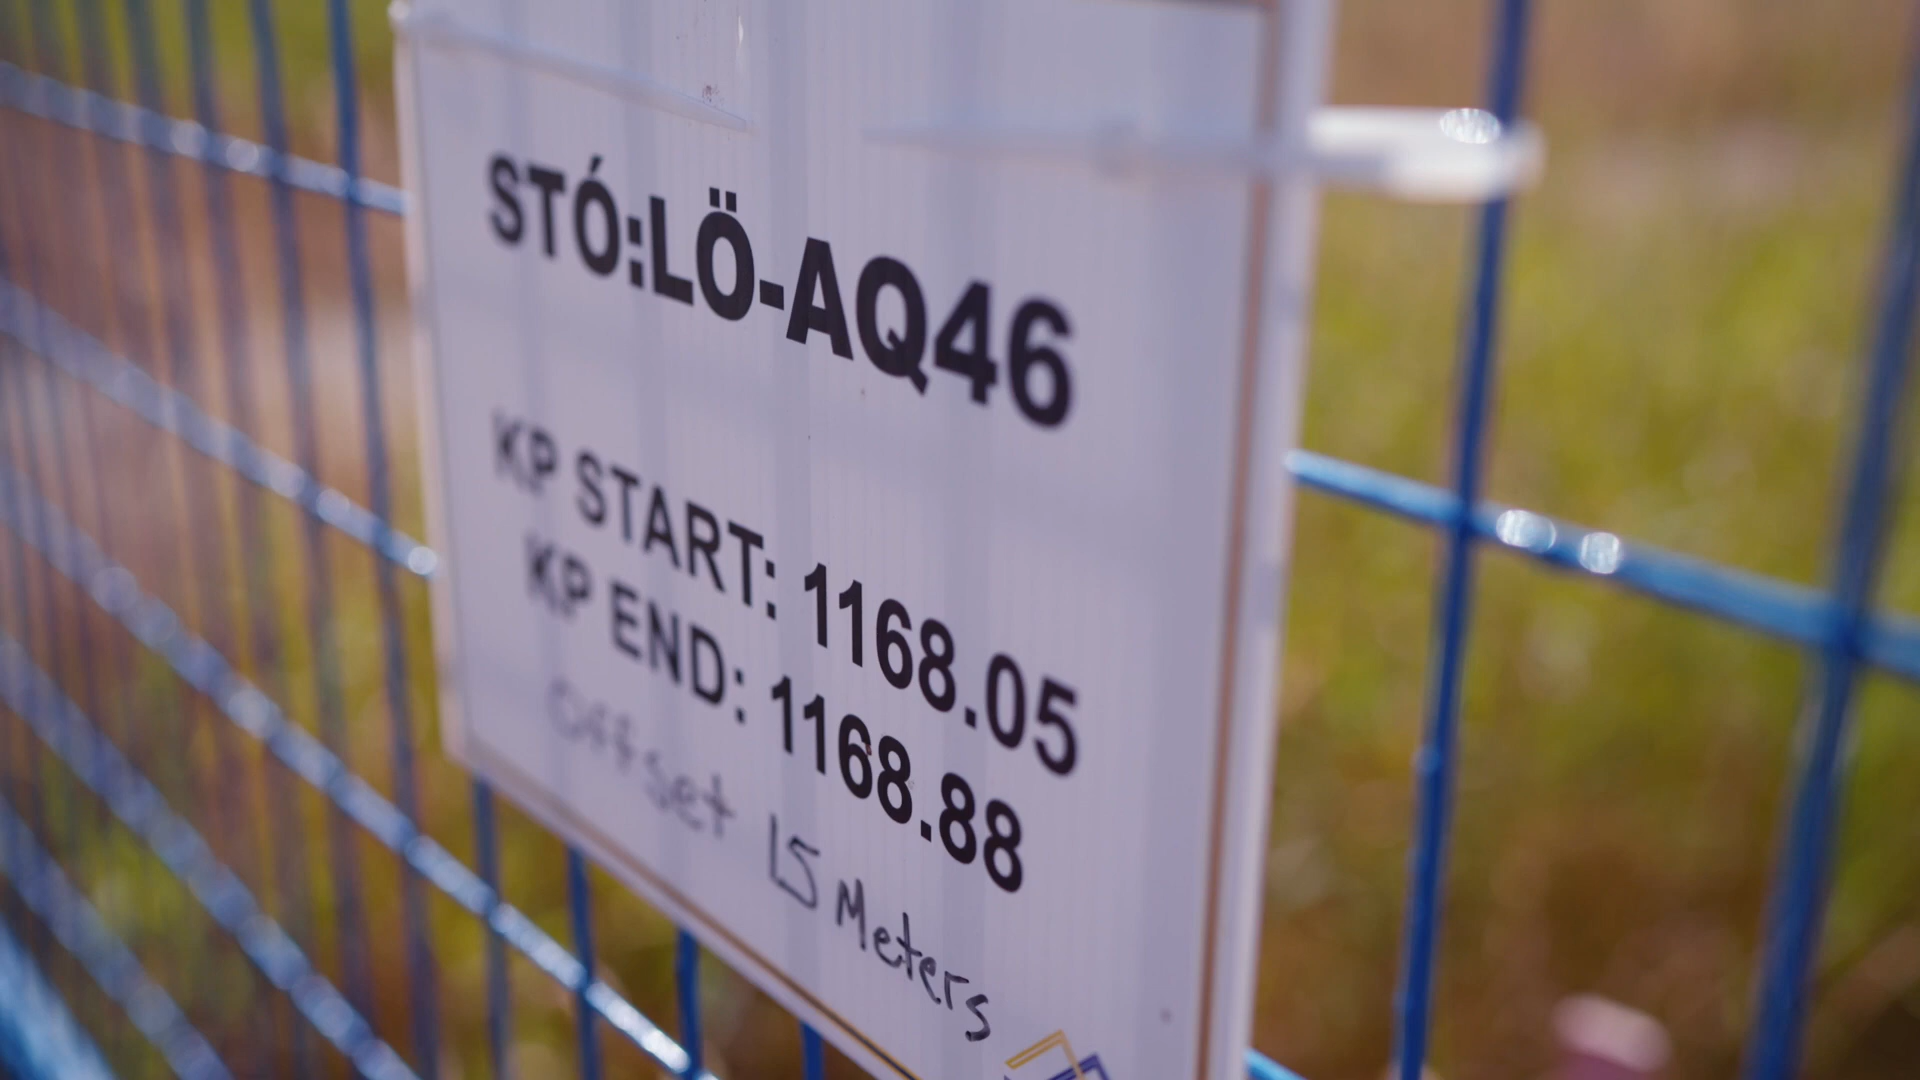 STÓ:LÖ-AQ46
KP START: 1168.05
KP END: 1168.88
Offset 15 Meters